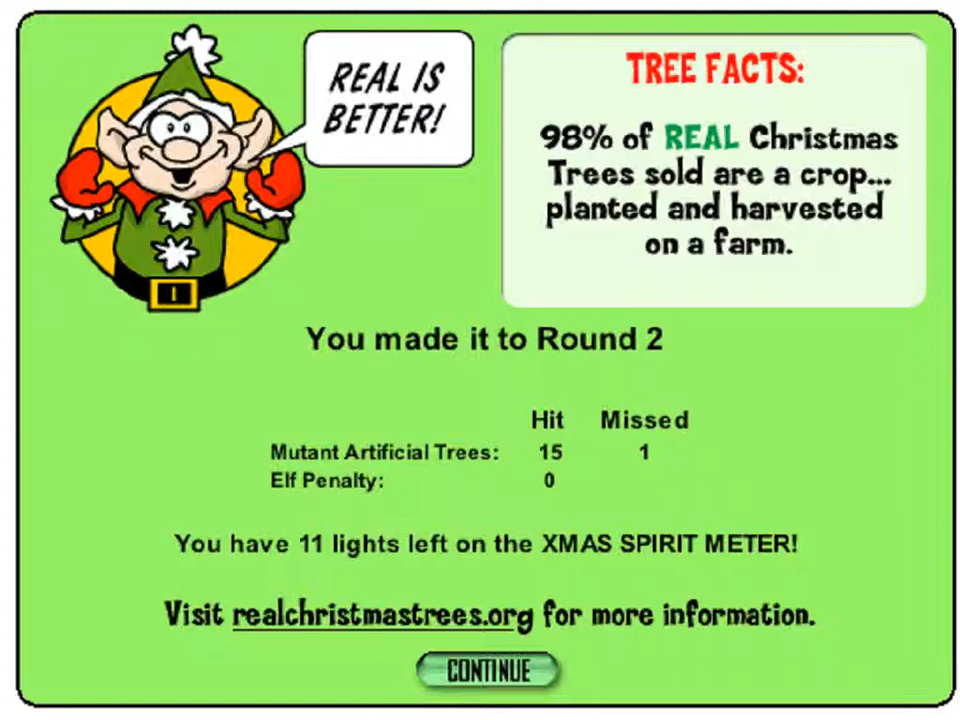 REAL IS
BETTER!
TREE FACTS:
98% of REAL Christmas
Trees sold are a crop...
planted and harvested
on a farm.
You made it to Round 2
Hit Missed
Mutant Artificial Trees: 15 1
Elf Penalty: 0
You have 11 lights left on the XMAS SPIRIT METER!
Visit realchristmastrees.org for more information.
CONTINUE